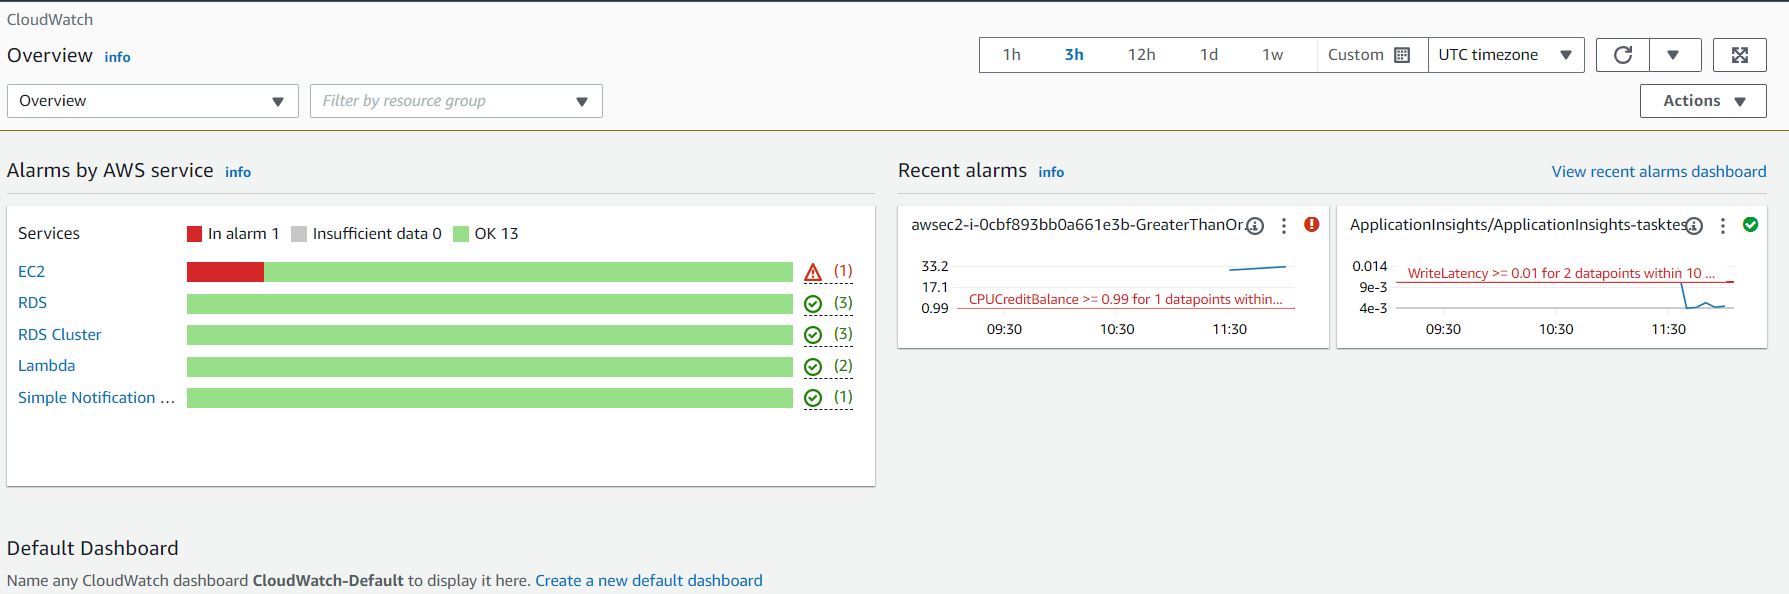 CloudWatch
Overview info
1h 3h 12h 1d 1w Custom UTC timezone
Overview Filter by resource group
Actions
Alarms by AWS service info
Services In alarm 1 Insufficient data 0 OK 13
EC2 (1)
RDS (3)
RDS Cluster (3)
Lambda (2)
Simple Notification ... (1)
Recent alarms info View recent alarms dashboard
awsec2-i-0cbf893bb0a661e3b-GreaterThanOr...
33.2
17.1
CPUCreditBalance >= 0.99 for 1 datapoints within...
0.99
09:30 10:30 11:30
ApplicationInsights/ApplicationInsights-tasktes
0.014
WriteLatency >= 0.01 for 2 datapoints within 10 ...
9e-3
4e-3
09:30 10:30 11:30
Default Dashboard
Name any CloudWatch dashboard CloudWatch-Default to display it here. Create a new default dashboard